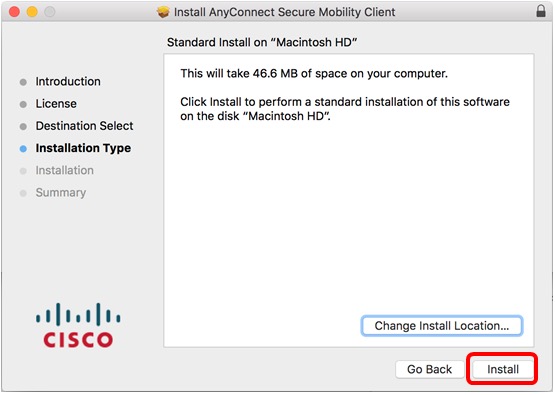 Install AnyConnect Secure Mobility Client
Standard Install on “Macintosh HD”
Introduction
License
Destination Select
Installation Type
Installation
Summary
This will take 46.6 MB of space on your computer.
Click Install to perform a standard installation of this software
on the disk “Macintosh HD”.
CISCO
Change Install Location...
Go Back
Install